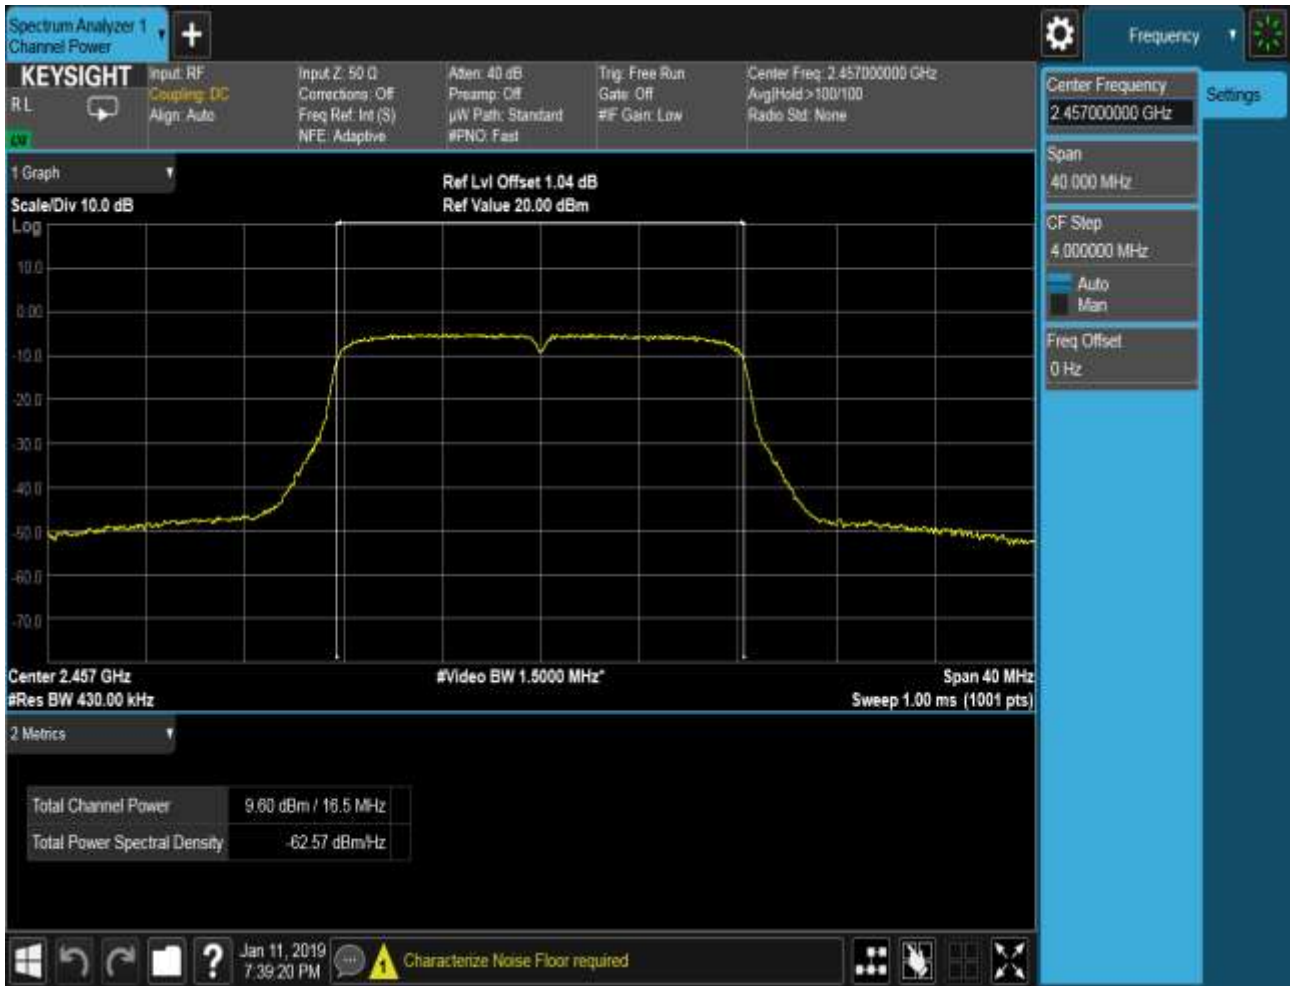 Spectrum Analyzer 1
Channel Power
+
Frequency
KEYSIGHT
R L
Input: RF
Coupling: DC
Align: Auto
Input Z: 50 Ω
Corrections: Off
Freq Ref: Int (S)
NFE: Adaptive
Atten: 40 dB
Preamp: Off
µW Path: Standard
#PNO: Fast
Trig: Free Run
Gate: Off
#IF Gain: Low
Center Freq: 2.457000000 GHz
Avg|Hold:>100/100
Radio Std: None
Center Frequency
2.457000000 GHz
Settings
Span
40.000 MHz
CF Step
4.000000 MHz
Auto
Man
Freq Offset
0 Hz
1 Graph
Scale/Div 10.0 dB
Ref Lvl Offset 1.04 dB
Ref Value 20.00 dBm
Log
10.0
0.00
-10.0
-20.0
-30.0
-40.0
-50.0
-60.0
-70.0
Center 2.457 GHz
#Video BW 1.5000 MHz*
Span 40 MHz
#Res BW 430.00 kHz
Sweep 1.00 ms (1001 pts)
2 Metrics
Total Channel Power 9.60 dBm / 16.5 MHz
Total Power Spectral Density -62.57 dBm/Hz
?
Jan 11, 2019
7:39:20 PM
1
Characterize Noise Floor required